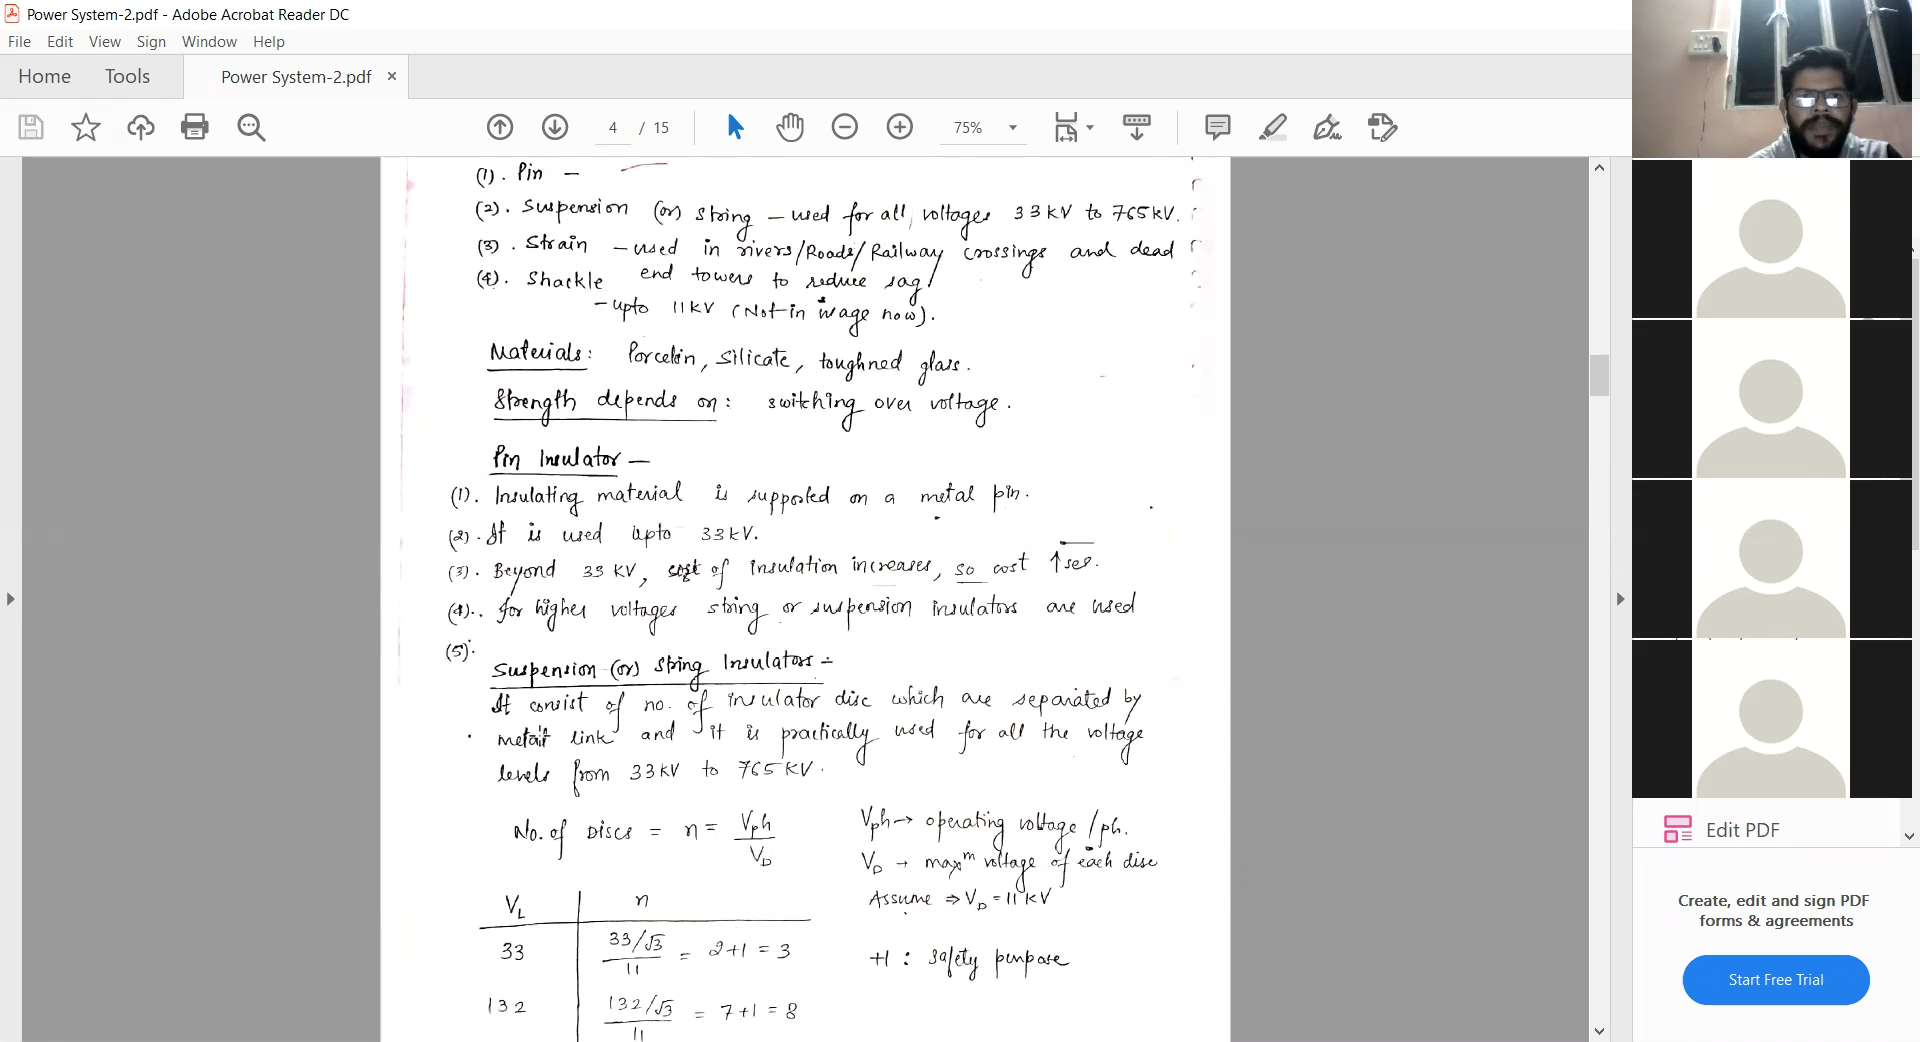 Power System-2.pdf - Adobe Acrobat Reader DC
File Edit View Sign Window Help
Home Tools Power System-2.pdf ×
4 / 15 75%
(1). Pin –
(2). Suspension (or) string – used for all voltages 33 kV to 765 kV.
(3). Strain – used in rivers/Roads/Railway crossings and dead
end towers to reduce sag
(4). Shackle
– upto 11 kV (Not in usage now).
Materials: Porcelin, silicate, toughned glass.
Strength depends on: switching over voltage.
Pin Insulator –
(1). Insulating material is supported on a metal pin.
(2). It is used upto 33 kV.
(3). Beyond 33 kV, of insulation increases, so cost ↑ses.
(4). for higher voltages string or suspension insulators are used
(5).
Suspension (or) string Insulators :-
It consist of no. of insulator disc which are separated by
link and it is practically used for all the voltage
levels from 33 kV to 765 kV.
No. of Discs = n = Vph / VD
Vph → operating voltage / ph.
VD → maxm voltage of each disc
Assume ⇒ VD = 11 kV
VL n
33 33/√3 / 11 = 2+1 = 3
+1 : safety purpose
132 132/√3 / 11 = 7+1 = 8
Edit PDF
Create, edit and sign PDF
forms & agreements
Start Free Trial